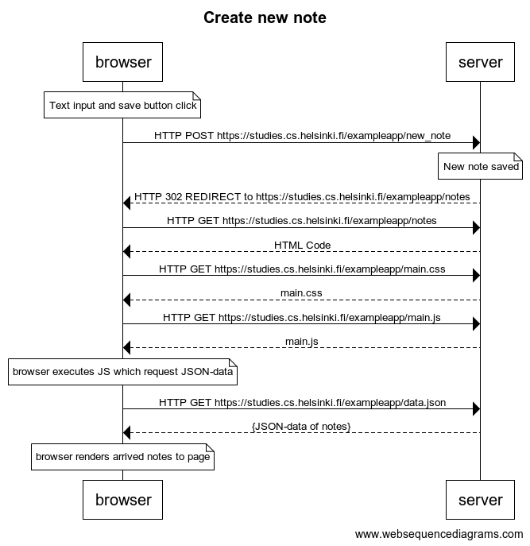 Create new note
browser
server
Text input and save button click
HTTP POST https://studies.cs.helsinki.fi/exampleapp/new_note
New note saved
HTTP 302 REDIRECT to https://studies.cs.helsinki.fi/exampleapp/notes
HTTP GET https://studies.cs.helsinki.fi/exampleapp/notes
HTML Code
HTTP GET https://studies.cs.helsinki.fi/exampleapp/main.css
main.css
HTTP GET https://studies.cs.helsinki.fi/exampleapp/main.js
main.js
browser executes JS which request JSON-data
HTTP GET https://studies.cs.helsinki.fi/exampleapp/data.json
{JSON-data of notes}
browser renders arrived notes to page
browser
server
www.websequencediagrams.com